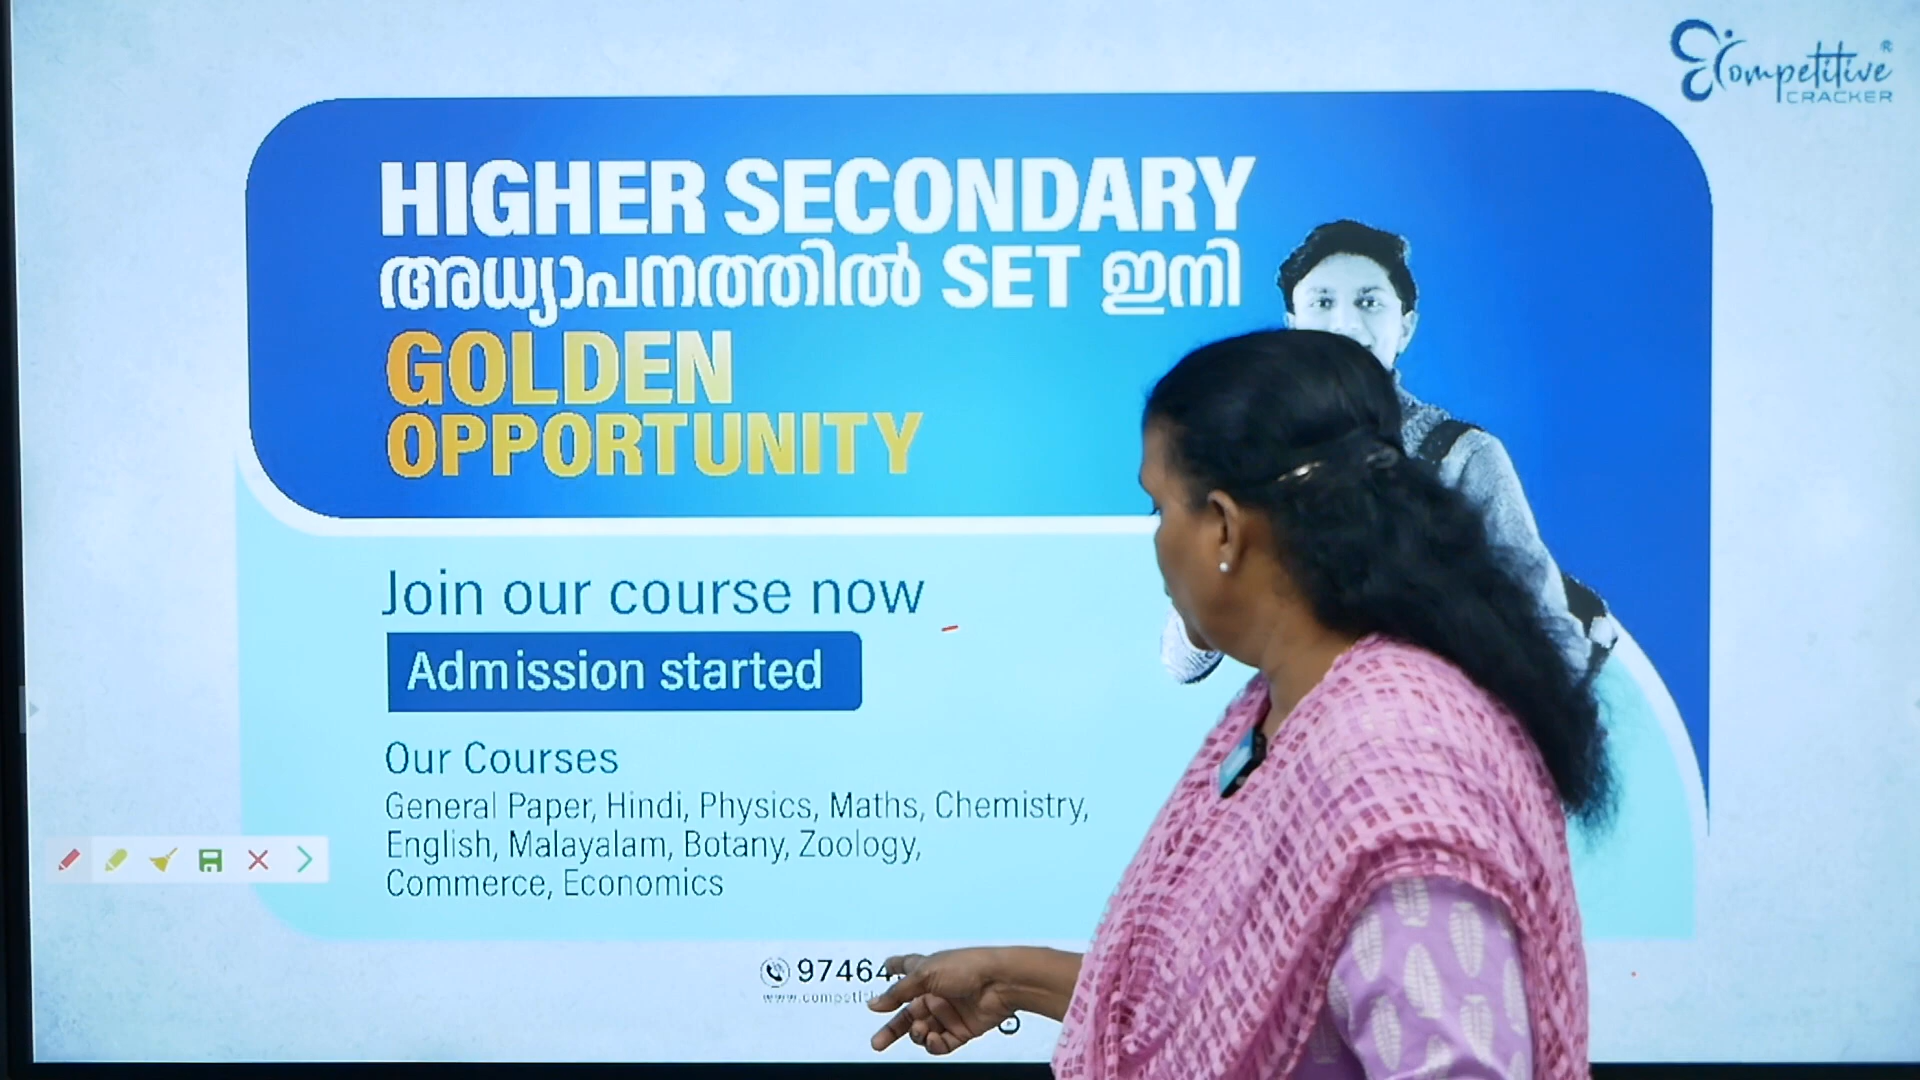 Competitive®
CRACKER
HIGHER SECONDARY
അധ്യാപനത്തിൽ SET ഇനി
GOLDEN
OPPORTUNITY
Join our course now
Admission started
Our Courses
General Paper, Hindi, Physics, Maths, Chemistry,
English, Malayalam, Botany, Zoology,
Commerce, Economics